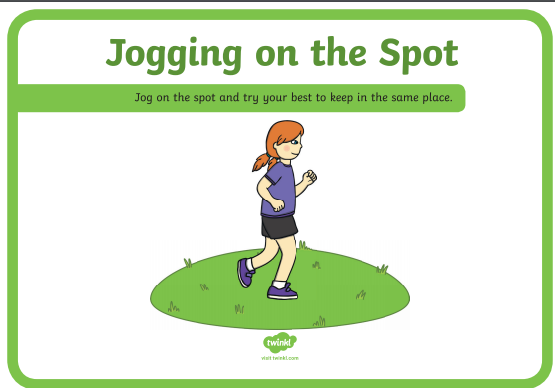 Jogging on the Spot
Jog on the spot and try your best to keep in the same place.
twinkl
visit twinkl.com